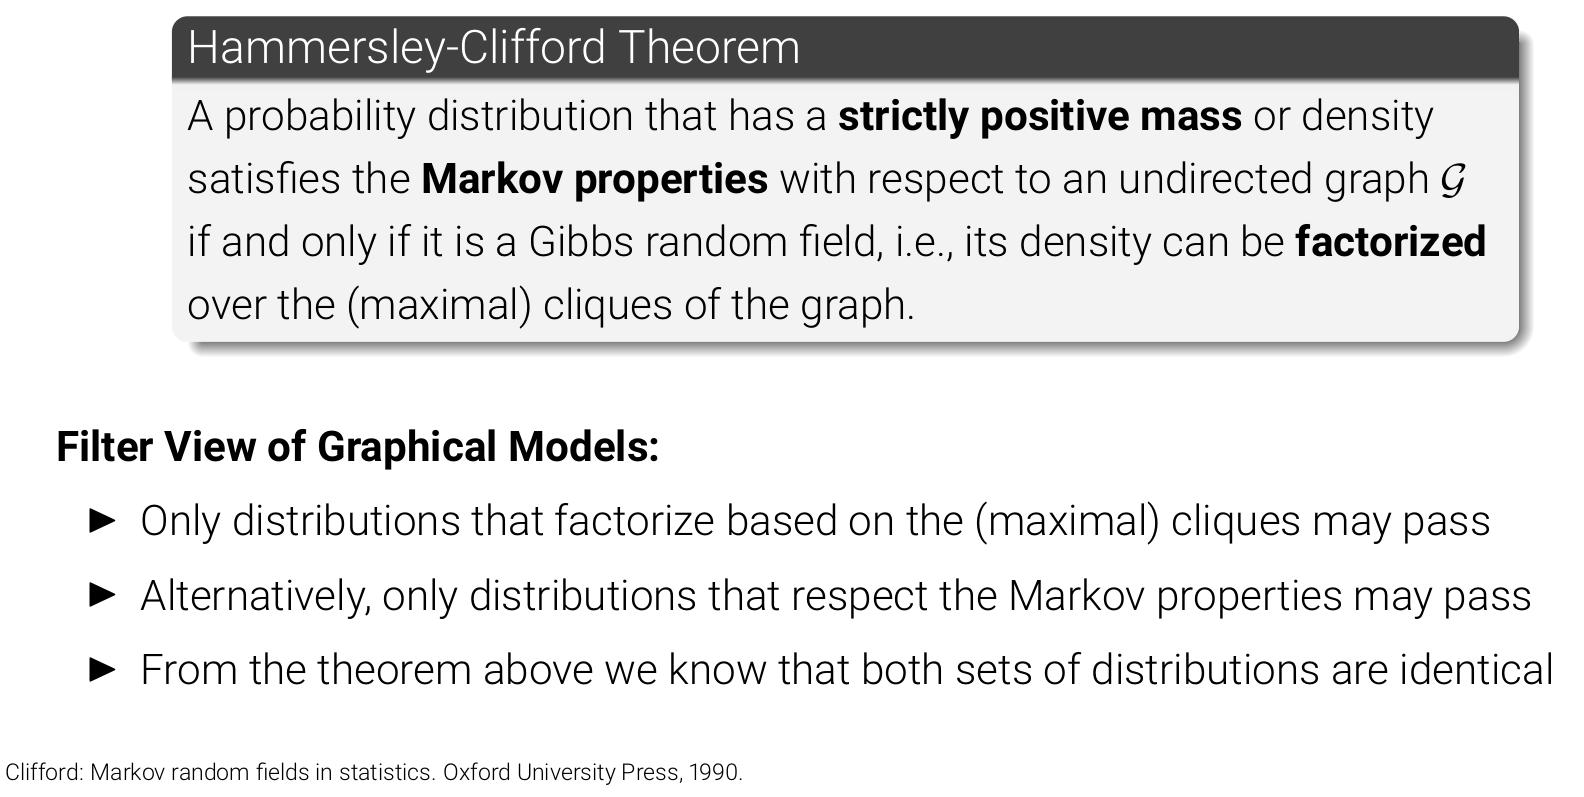 Hammersley-Clifford Theorem
A probability distribution that has a strictly positive mass or density
satisfies the Markov properties with respect to an undirected graph 𝒢
if and only if it is a Gibbs random field, i.e., its density can be factorized
over the (maximal) cliques of the graph.
Filter View of Graphical Models:
► Only distributions that factorize based on the (maximal) cliques may pass
► Alternatively, only distributions that respect the Markov properties may pass
► From the theorem above we know that both sets of distributions are identical
Clifford: Markov random fields in statistics. Oxford University Press, 1990.